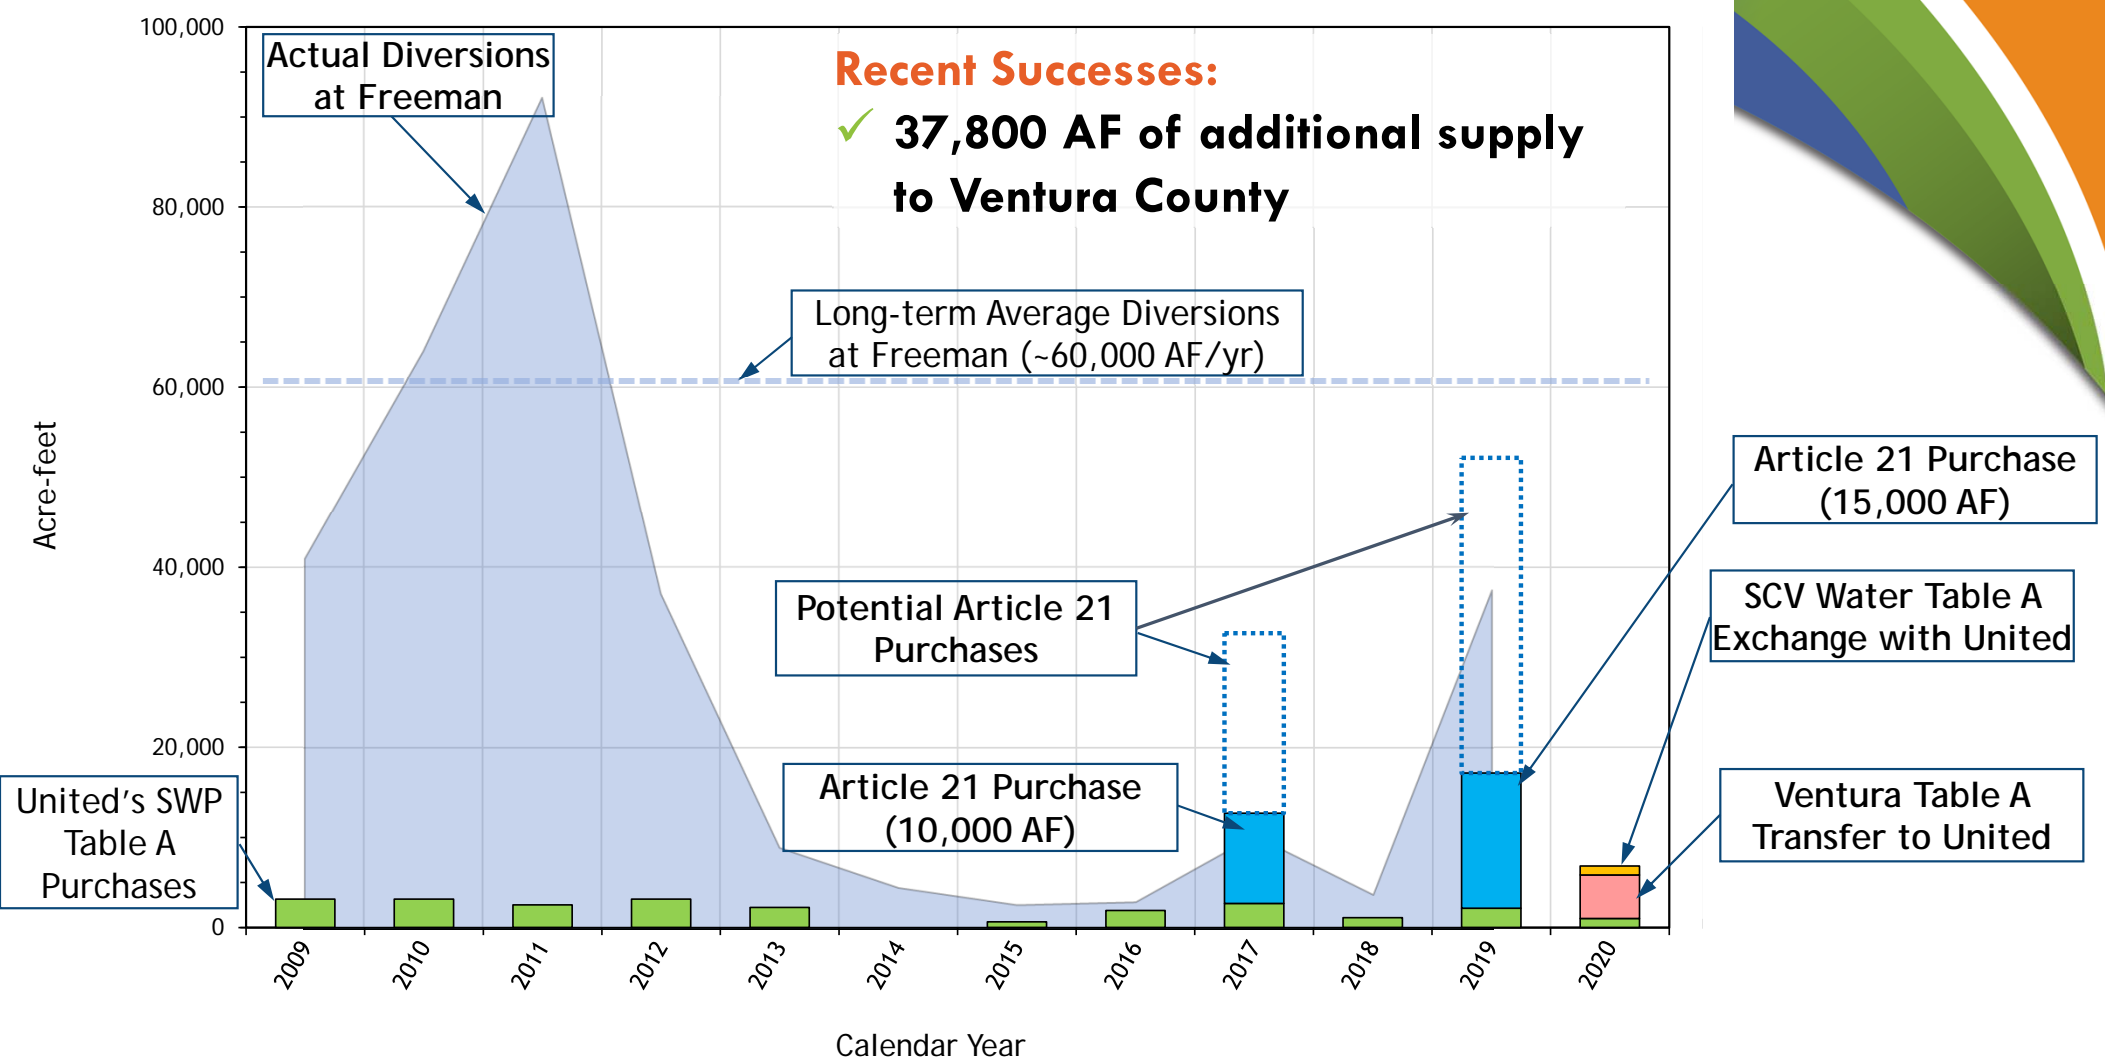 Recent Successes:
✓ 37,800 AF of additional supply
to Ventura County
Actual Diversions
at Freeman
Long-term Average Diversions
at Freeman (~60,000 AF/yr)
Potential Article 21
Purchases
Article 21 Purchase
(10,000 AF)
Article 21 Purchase
(15,000 AF)
SCV Water Table A
Exchange with United
Ventura Table A
Transfer to United
United's SWP
Table A
Purchases
Acre-feet
100,000
80,000
60,000
40,000
20,000
0
2009
2010
2011
2012
2013
2014
2015
2016
2017
2018
2019
2020
Calendar Year